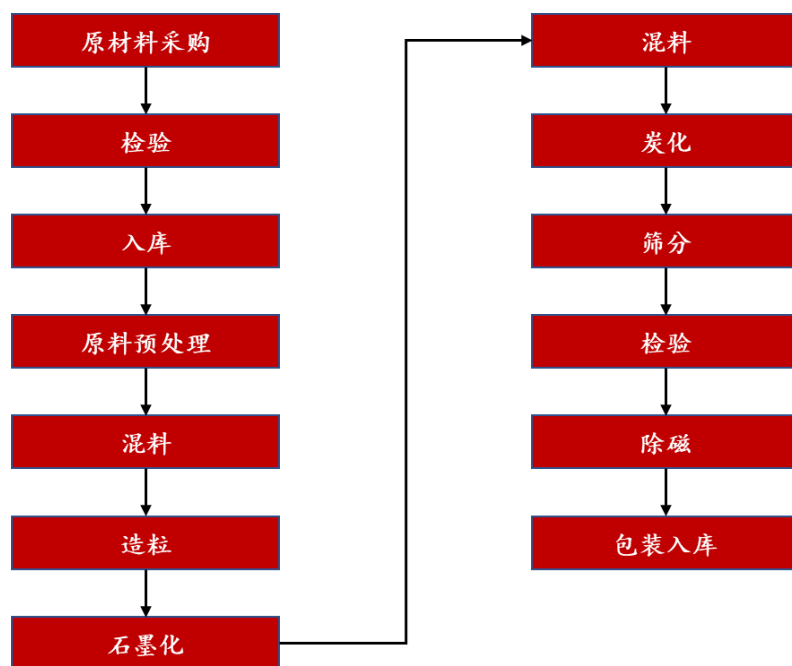 原材料采购
检验
入库
原料预处理
混料
造粒
石墨化
混料
炭化
筛分
检验
除磁
包装入库